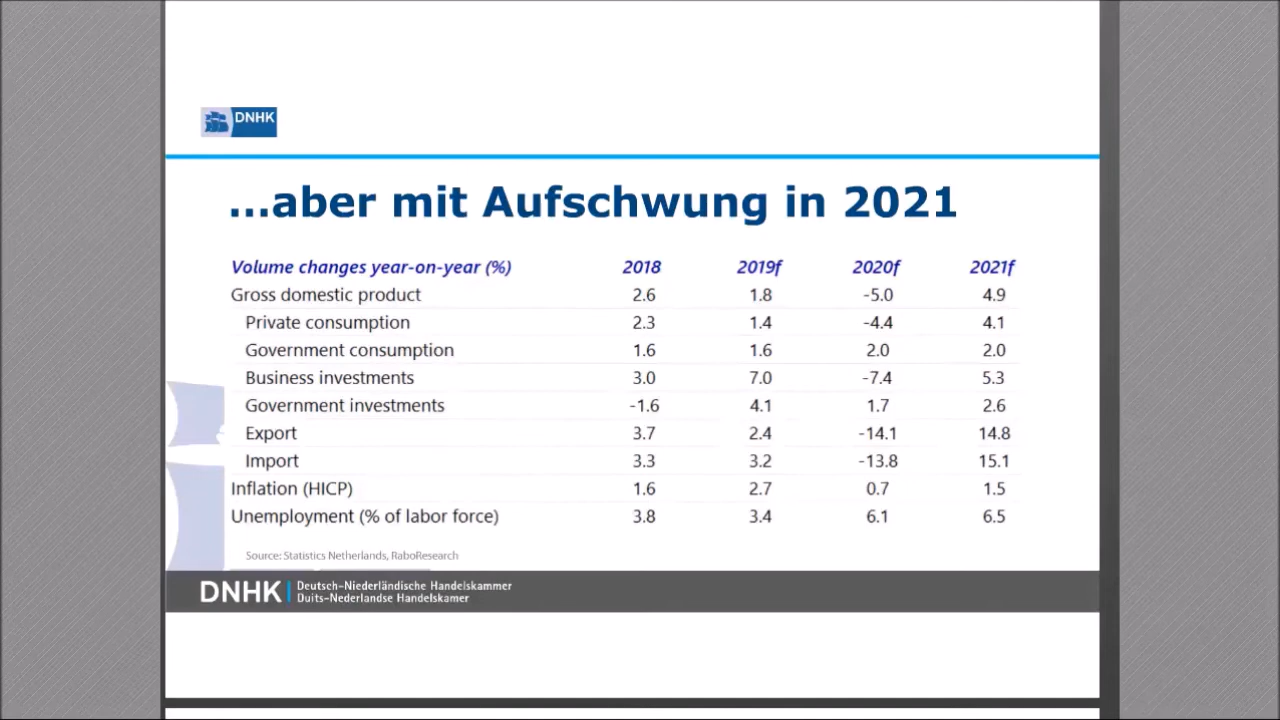 DNHK
...aber mit Aufschwung in 2021
Volume changes year-on-year (%) 2018 2019f 2020f 2021f
Gross domestic product 2.6 1.8 -5.0 4.9
Private consumption 2.3 1.4 -4.4 4.1
Government consumption 1.6 1.6 2.0 2.0
Business investments 3.0 7.0 -7.4 5.3
Government investments -1.6 4.1 1.7 2.6
Export 3.7 2.4 -14.1 14.8
Import 3.3 3.2 -13.8 15.1
Inflation (HICP) 1.6 2.7 0.7 1.5
Unemployment (% of labor force) 3.8 3.4 6.1 6.5
Source: Statistics Netherlands, RaboResearch
DNHK Deutsch-Niederländische Handelskammer
Duits-Nederlandse Handelskamer